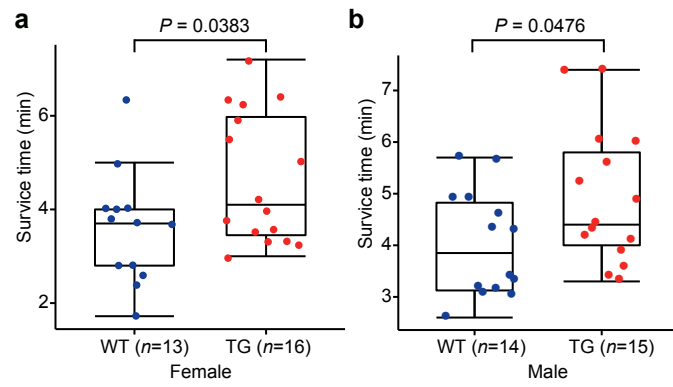 a
P = 0.0383
Survice time (min)
6
4
2
WT (n=13)
TG (n=16)
Female
b
P = 0.0476
Survice time (min)
7
6
5
4
3
WT (n=14)
TG (n=15)
Male